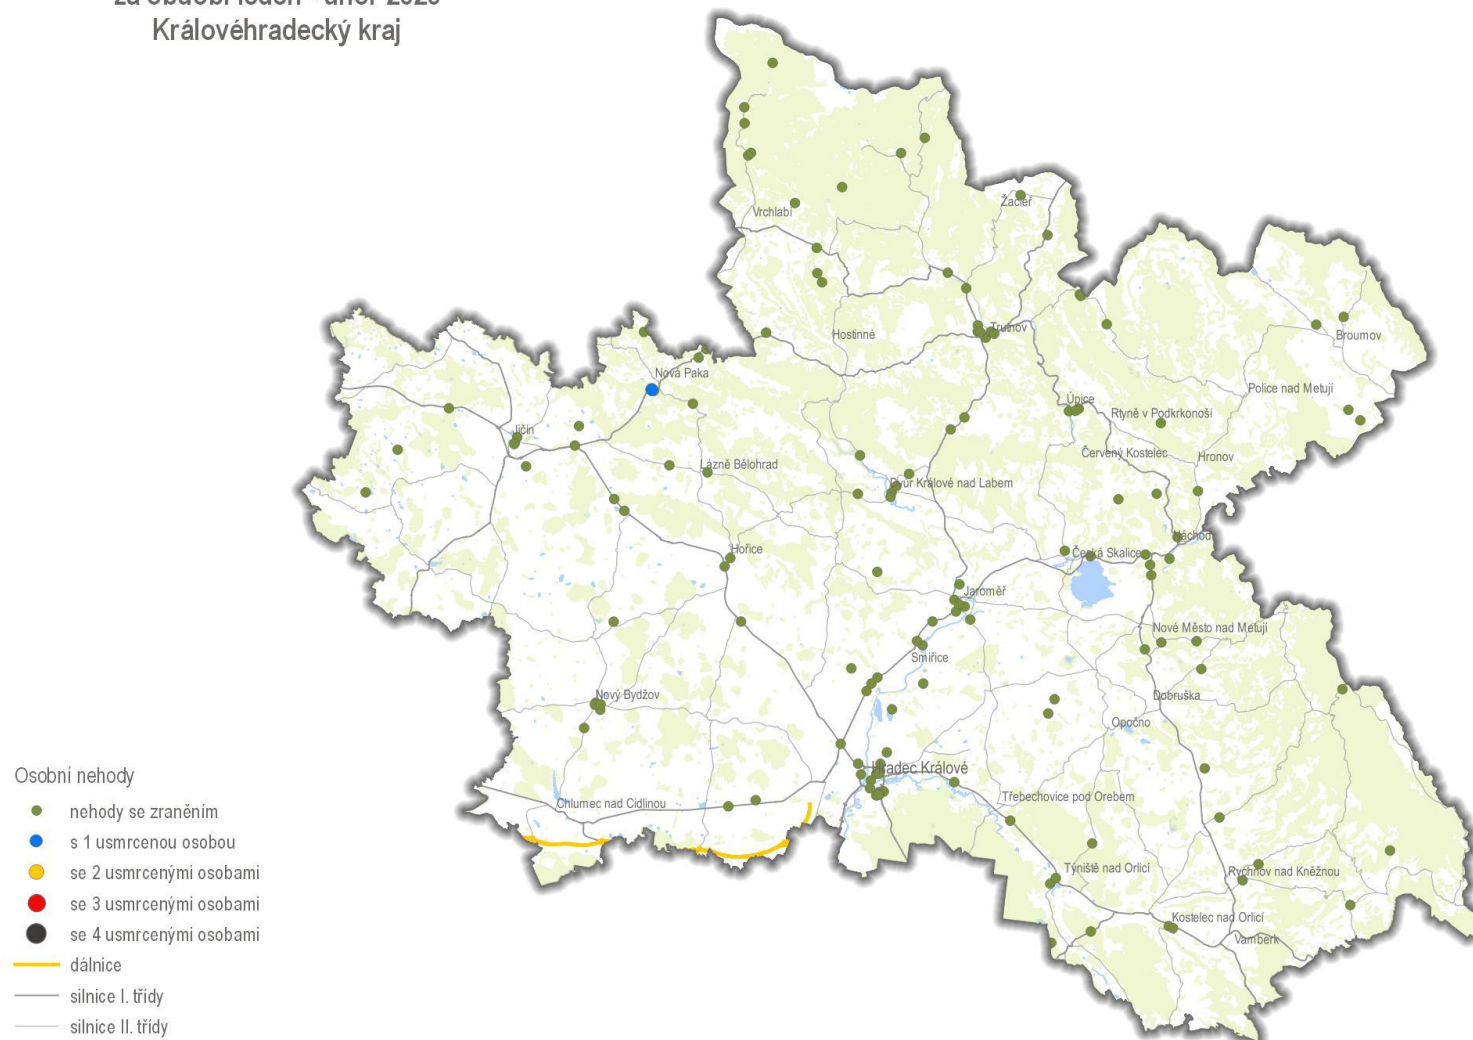 Královéhradecký kraj
Vrchlabí
Žacléř
Hostinné
Trutnov
Broumov
Nová Paka
Police nad Metují
Úpice
Rtyně v Podkrkonoší
Jičín
Červený Kostelec
Hronov
Lázně Bělohrad
Dvůr Králové nad Labem
Náchod
Hořice
Česká Skalice
Jaroměř
Nové Město nad Metují
Smiřice
Nový Bydžov
Dobruška
Opočno
Hradec Králové
Chlumec nad Cidlinou
Třebechovice pod Orebem
Týniště nad Orlicí
Rychnov nad Kněžnou
Kostelec nad Orlicí
Vamberk
Osobní nehody
nehody se zraněním
s 1 usmrcenou osobou
se 2 usmrcenými osobami
se 3 usmrcenými osobami
se 4 usmrcenými osobami
dálnice
silnice I. třídy
silnice II. třídy